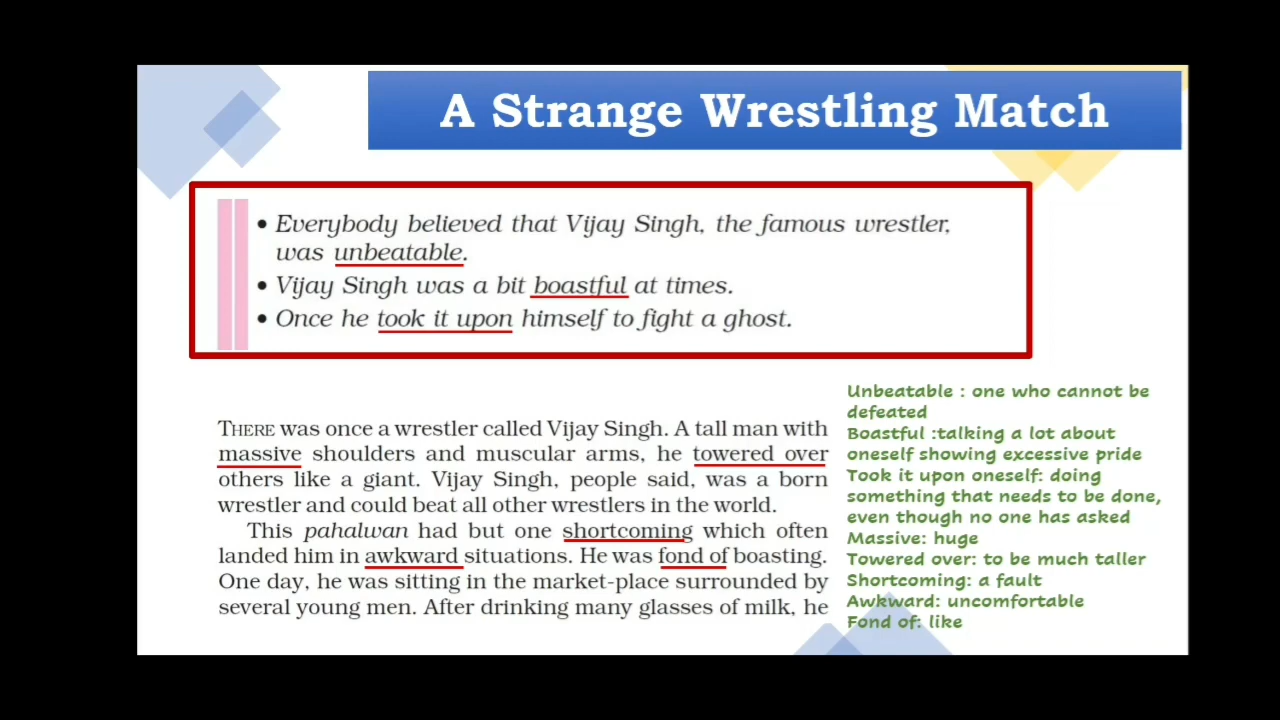 A Strange Wrestling Match
• Everybody believed that Vijay Singh, the famous wrestler,
was unbeatable.
• Vijay Singh was a bit boastful at times.
• Once he took it upon himself to fight a ghost.
THERE was once a wrestler called Vijay Singh. A tall man with
massive shoulders and muscular arms, he towered over
others like a giant. Vijay Singh, people said, was a born
wrestler and could beat all other wrestlers in the world.
This pahalwan had but one shortcoming which often
landed him in awkward situations. He was fond of boasting.
One day, he was sitting in the market-place surrounded by
several young men. After drinking many glasses of milk, he
Unbeatable : one who cannot be
defeated
Boastful :talking a lot about
oneself showing excessive pride
Took it upon oneself: doing
something that needs to be done,
even though no one has asked
Massive: huge
Towered over: to be much taller
Shortcoming: a fault
Awkward: uncomfortable
Fond of: like